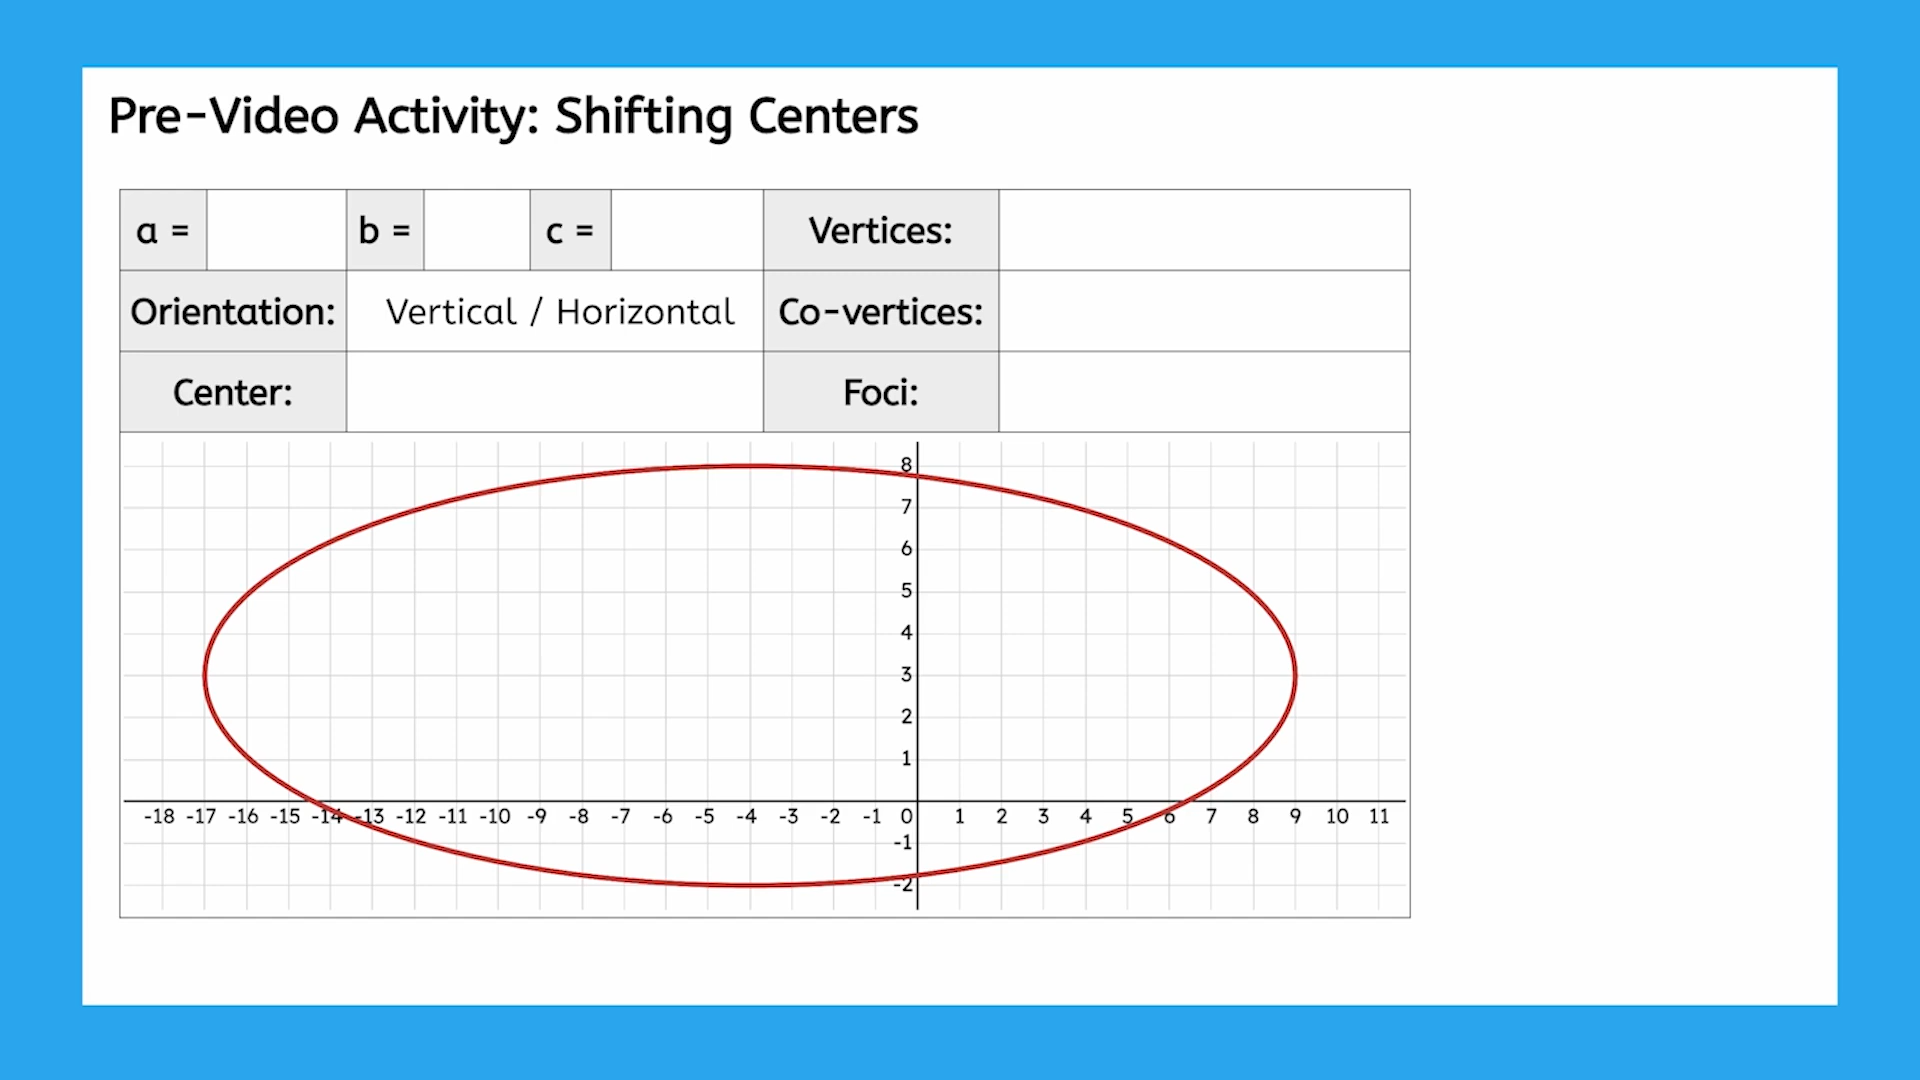 Pre-Video Activity: Shifting Centers
a = b = c = Vertices:
Orientation: Vertical / Horizontal Co-vertices:
Center: Foci:
8
7
6
5
4
3
2
1
-18 -17 -16 -15 -14 -13 -12 -11 -10 -9 -8 -7 -6 -5 -4 -3 -2 -1 0 1 2 3 4 5 6 7 8 9 10 11
-1
-2